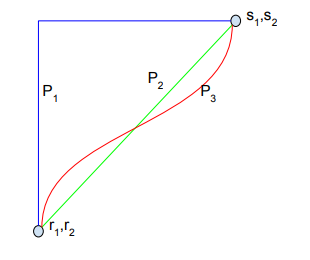 s₁,s₂
P₂
P₁
P₃
r₁,r₂